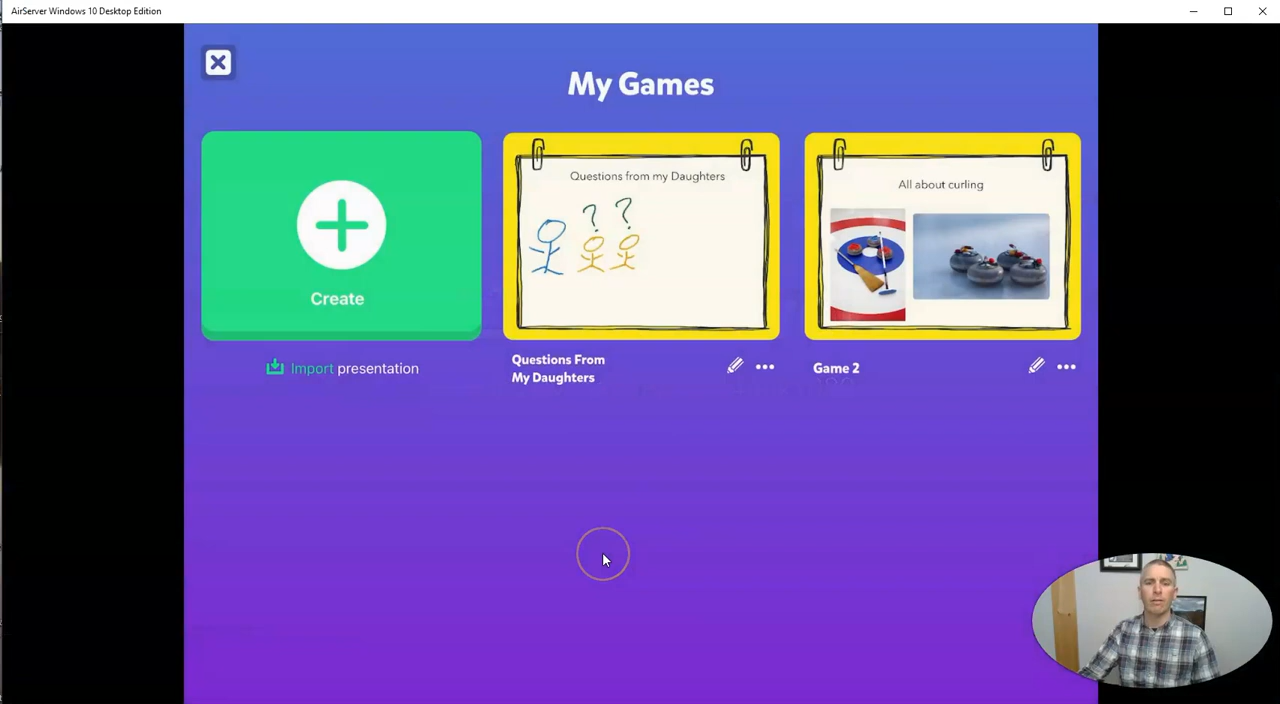 AirServer Windows 10 Desktop Edition
My Games
Create
Import presentation
Questions from my Daughters
? ?
Questions From
My Daughters
All about curling
Game 2